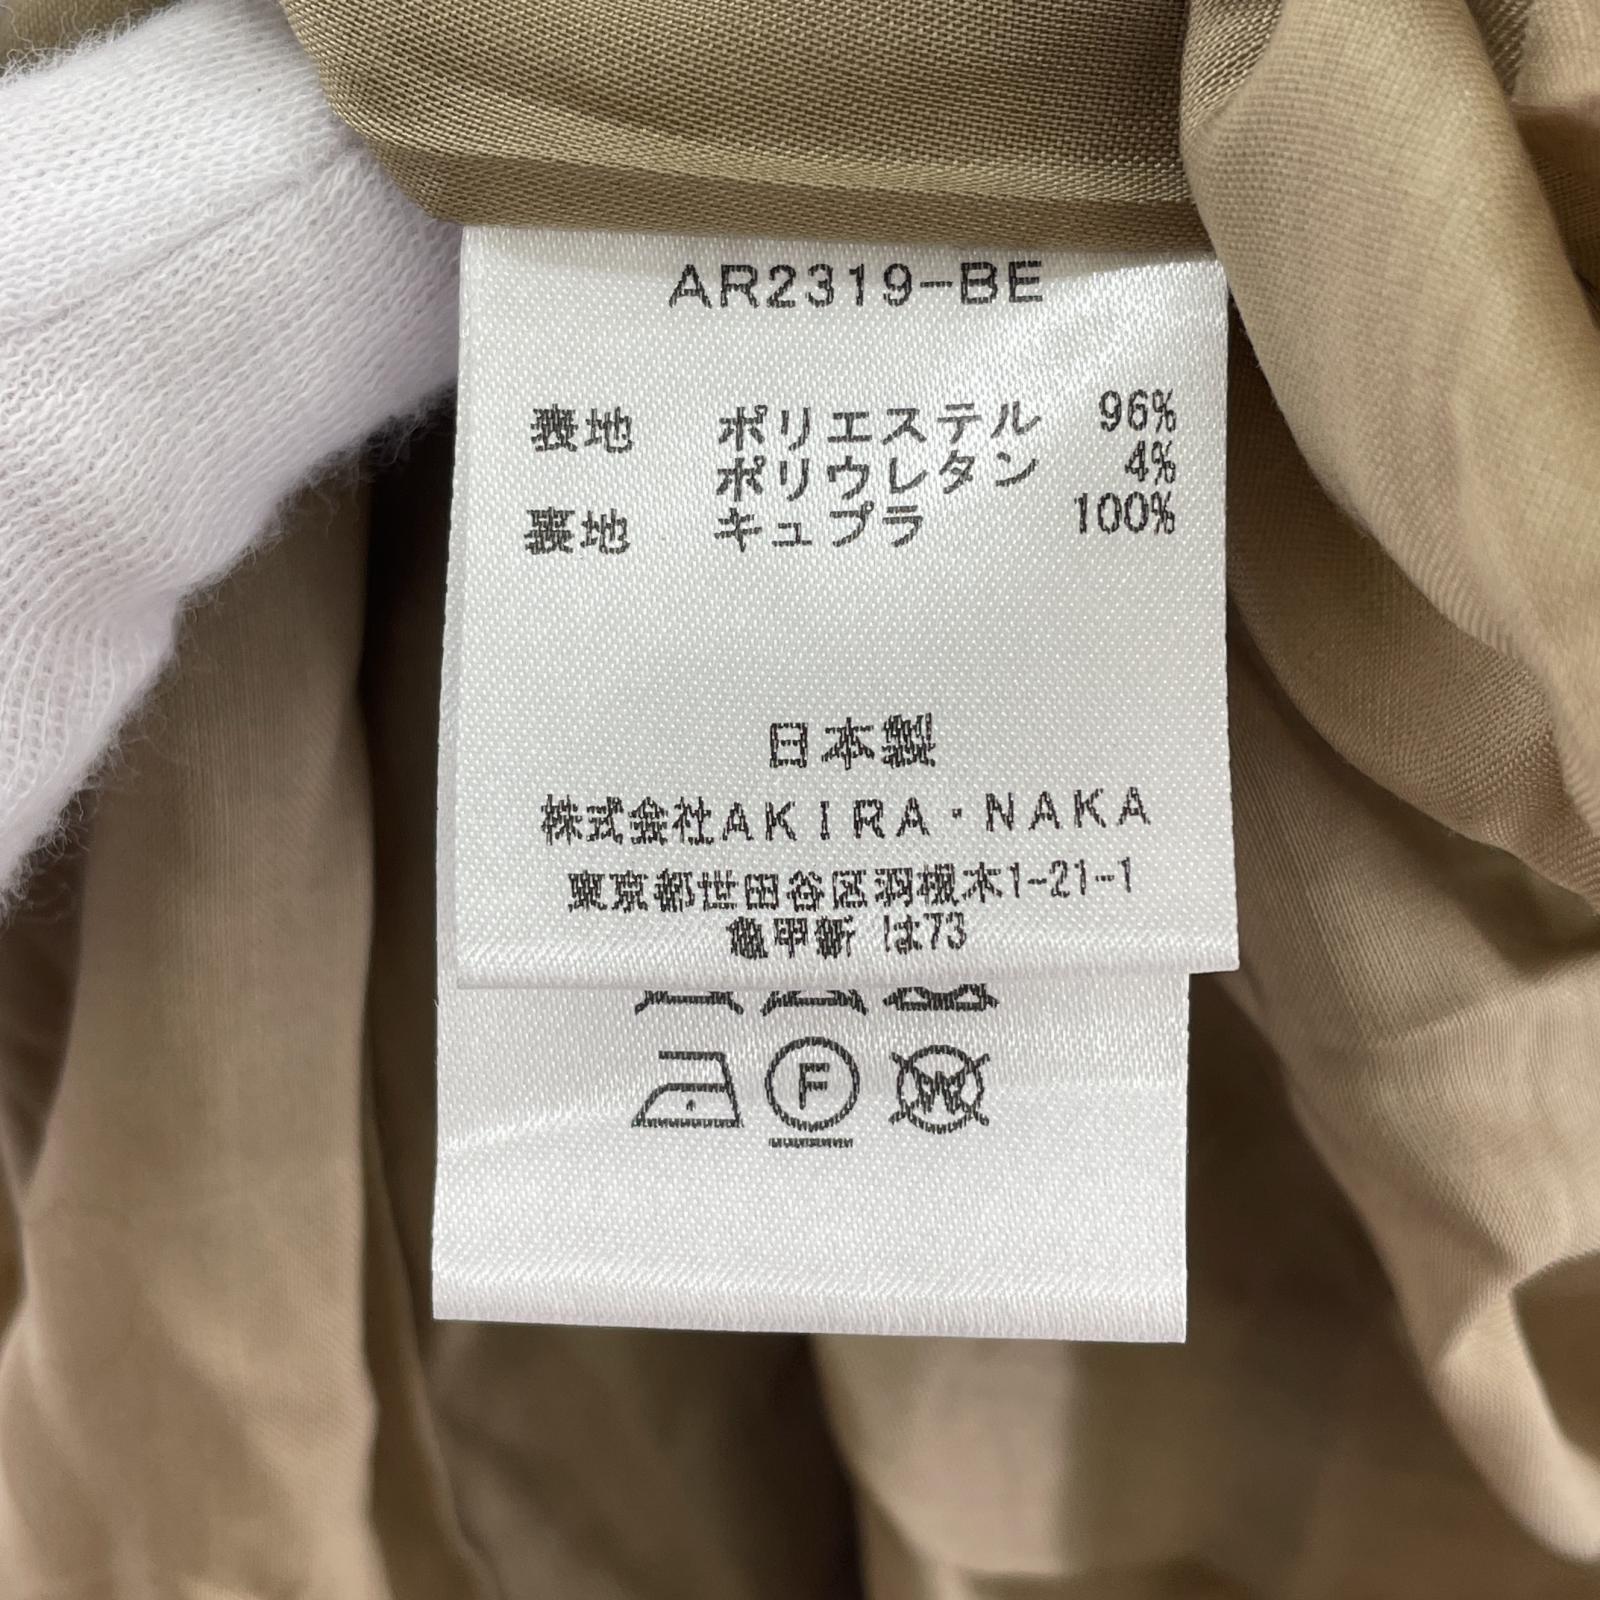 AR2319-BE
表地 ポリエステル 96%
ポリウレタン 4%
裏地 キュプラ 100%
日本製
株式会社AKIRA・NAKA
東京都世田谷区羽根木1-21-1
亀甲新 は73
F
W